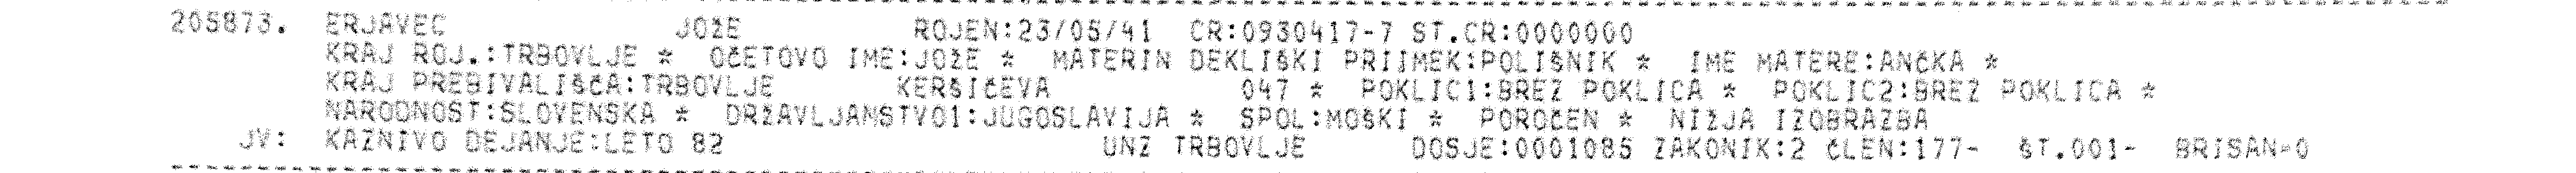 205873. ERJAVEC JOŽE ROJEN:23/05/41 CR:0930417-7 ST.CR:0000000
KRAJ ROJ.:TRBOVLJE * OČETOVO IME:JOŽE * MATERIN DEKLIŠKI PRIIMEK:POLIŠNIK * IME MATERE:ANČKA *
KRAJ PREBIVALIŠČA:TRBOVLJE KERŠIČEVA 047 * POKLIC1:BREZ POKLICA * POKLIC2:BREZ POKLICA *
NARODNOST:SLOVENSKA * DRŽAVLJANSTVO1:JUGOSLAVIJA * SPOL:MOŠKI * POROČEN * NIŽJA IZOBRAZBA
JV: KAZNIVO DEJANJE:LETO 82 UNZ TRBOVLJE DOSJE:0001085 ZAKONIK:2 ČLEN:177- ŠT.001- BRISAN=0